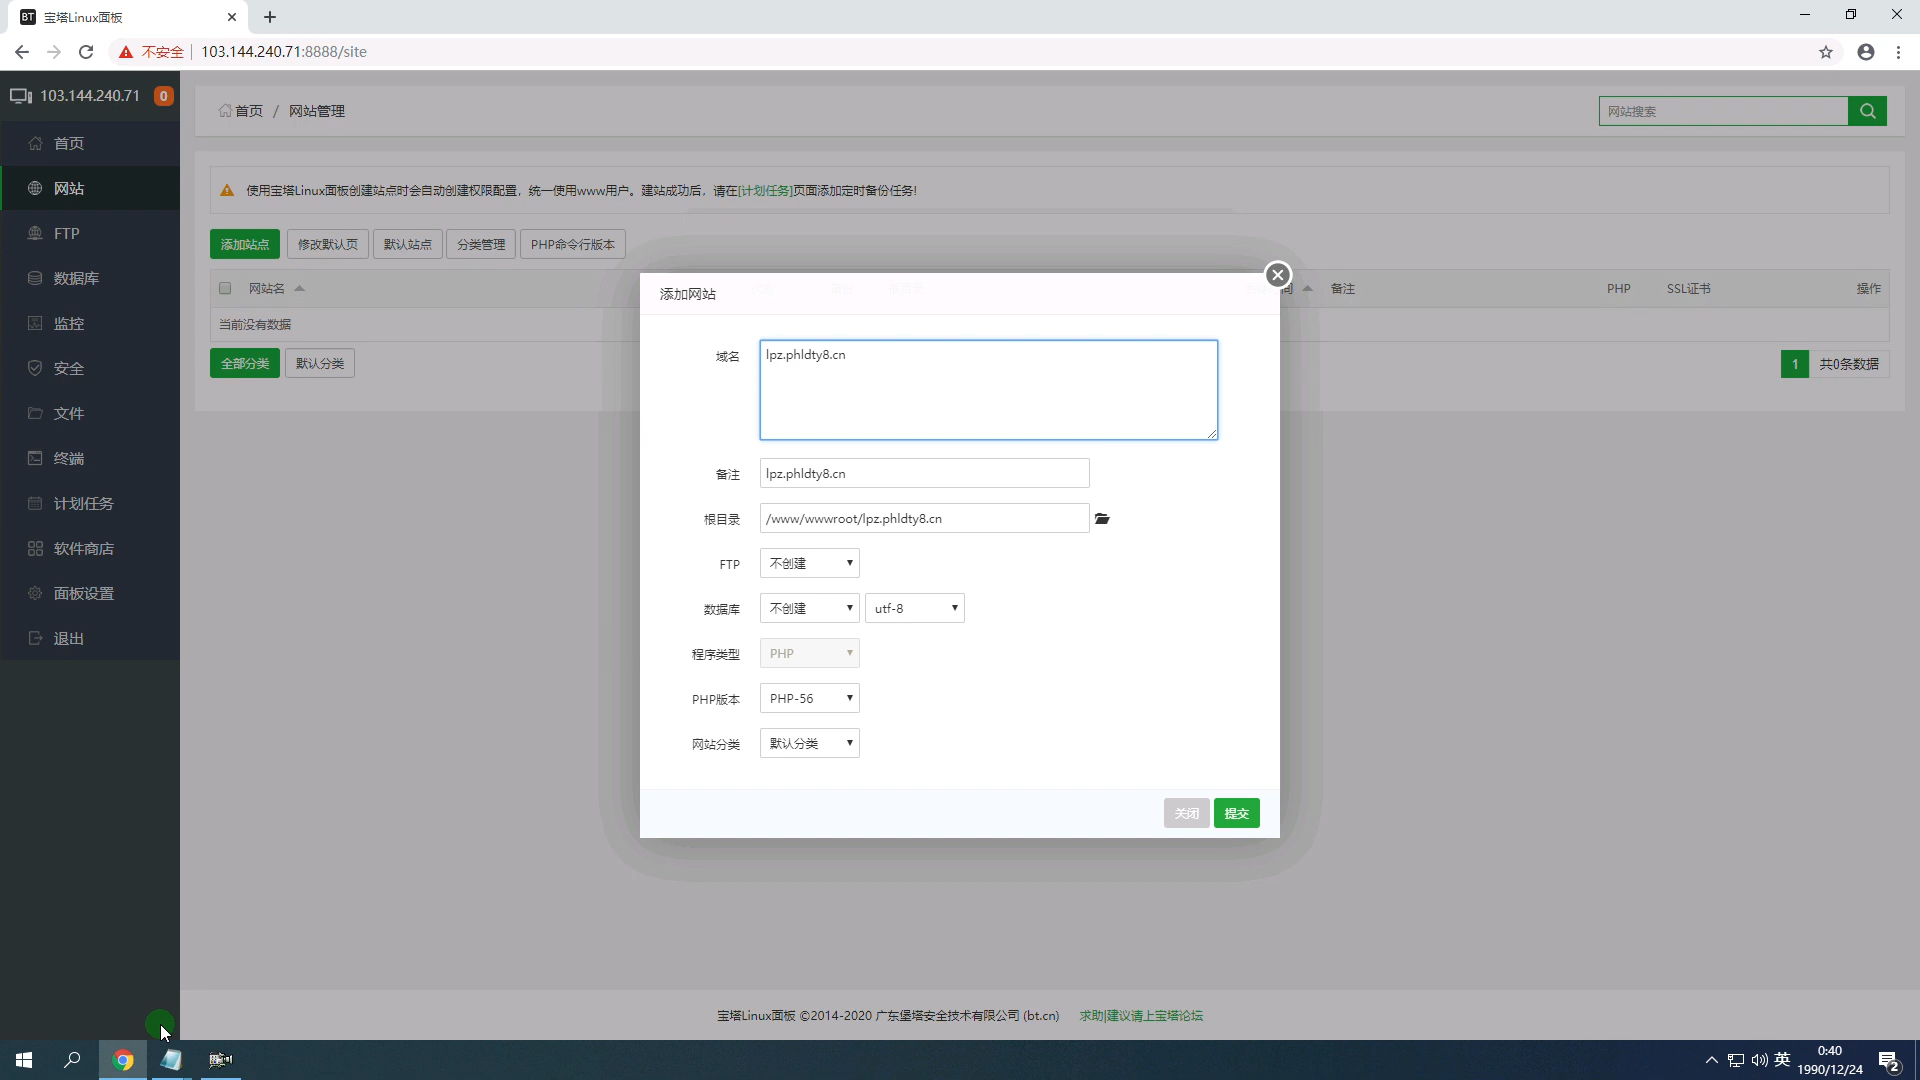 宝塔Linux面板
不安全
103.144.240.71:8888/site
103.144.240.71
0
首页
网站
FTP
数据库
监控
安全
文件
终端
计划任务
软件商店
面板设置
退出
首页 / 网站管理
网站搜索
使用宝塔Linux面板创建站点时会自动创建权限配置，统一使用www用户。建站成功后，请在[计划任务]页面添加定时备份任务!
添加站点 修改默认页 默认站点 分类管理 PHP命令行版本
网站名 备注 PHP SSL证书 操作
当前没有数据
全部分类 默认分类
1 共0条数据
添加网站
域名 lpz.phldty8.cn
备注 lpz.phldty8.cn
根目录 /www/wwwroot/lpz.phldty8.cn
FTP 不创建
数据库 不创建 utf-8
程序类型 PHP
PHP版本 PHP-56
网站分类 默认分类
关闭 提交
宝塔Linux面板 ©2014-2020 广东堡塔安全技术有限公司 (bt.cn) 求助|建议请上宝塔论坛
英
0:40
1990/12/24
2